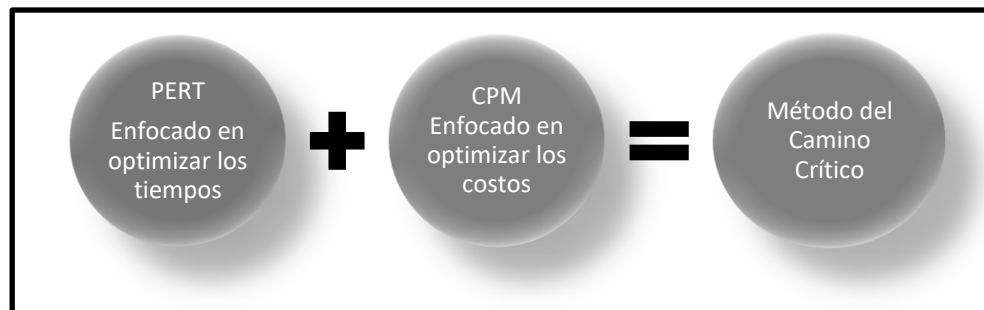 PERT
Enfocado en
optimizar los
tiempos
CPM
Enfocado en
optimizar los
costos
Método del
Camino
Crítico